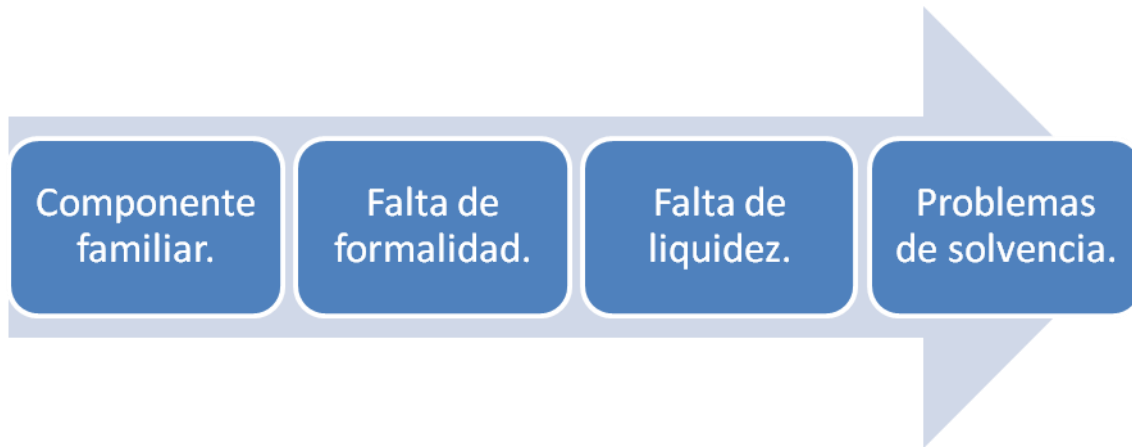 Componente
familiar.
Falta de
formalidad.
Falta de
liquidez.
Problemas
de solvencia.